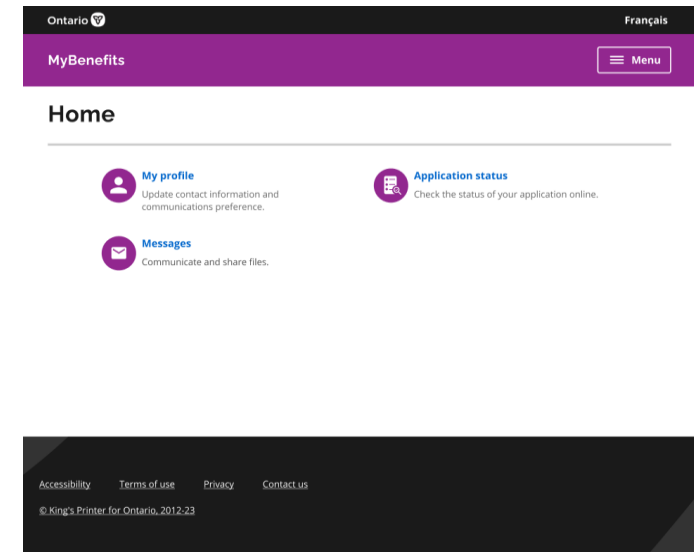 Ontario
Français
MyBenefits
Menu
Home
My profile
Update contact information and
communications preference.
Application status
Check the status of your application online.
Messages
Communicate and share files.
Accessibility Terms of use Privacy Contact us
© King's Printer for Ontario, 2012-23